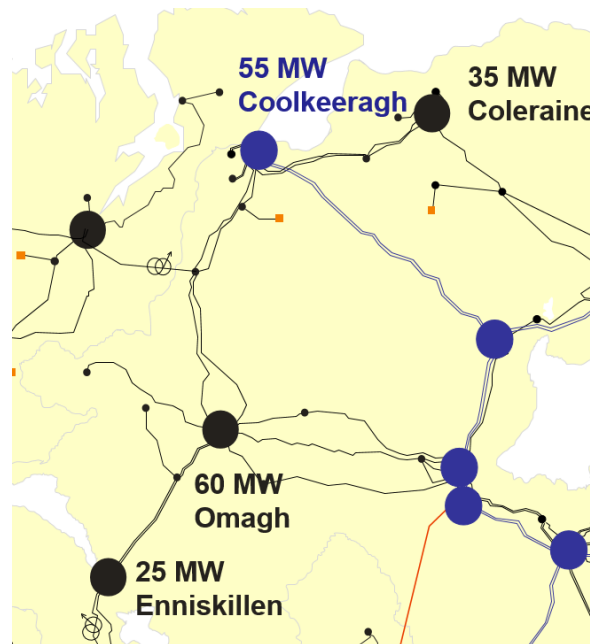 55 MW
Coolkeeragh
35 MW
Coleraine
60 MW
Omagh
25 MW
Enniskillen